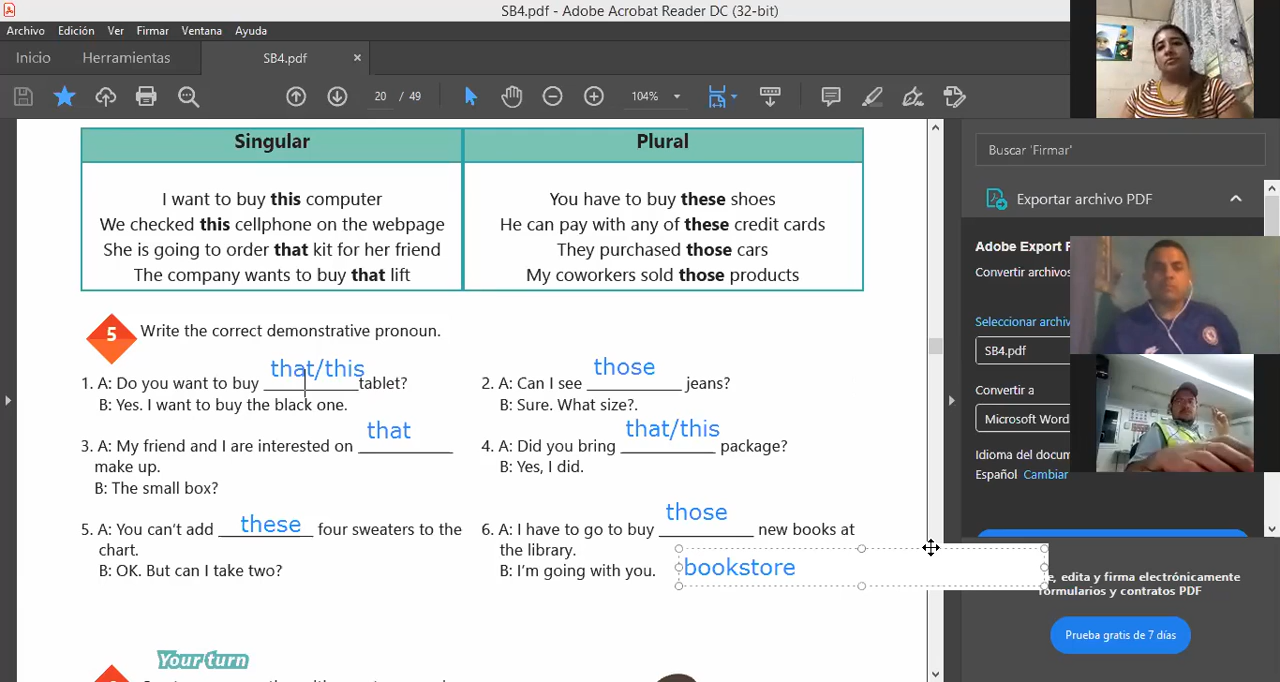 SB4.pdf - Adobe Acrobat Reader DC (32-bit)
Archivo Edición Ver Firmar Ventana Ayuda
Inicio Herramientas SB4.pdf ×
20 / 49 104%
Singular Plural
I want to buy this computer
We checked this cellphone on the webpage
She is going to order that kit for her friend
The company wants to buy that lift
You have to buy these shoes
He can pay with any of these credit cards
They purchased those cars
My coworkers sold those products
5 Write the correct demonstrative pronoun.
that/this
1. A: Do you want to buy ____________tablet?
B: Yes. I want to buy the black one.
those
2. A: Can I see ____________ jeans?
B: Sure. What size?.
that
3. A: My friend and I are interested on ____________
make up.
B: The small box?
that/this
4. A: Did you bring ____________ package?
B: Yes, I did.
these
5. A: You can't add ____________ four sweaters to the
chart.
B: OK. But can I take two?
those
6. A: I have to go to buy ____________ new books at
the library.
B: I'm going with you. bookstore
Your turn
Buscar 'Firmar'
Exportar archivo PDF
Adobe Export
Convertir archivos
Seleccionar archi
SB4.pdf
Convertir a
Microsoft Word
Idioma del docum
Español Cambiar
e, edita y firma electrónicamente
formularios y contratos PDF
Prueba gratis de 7 días